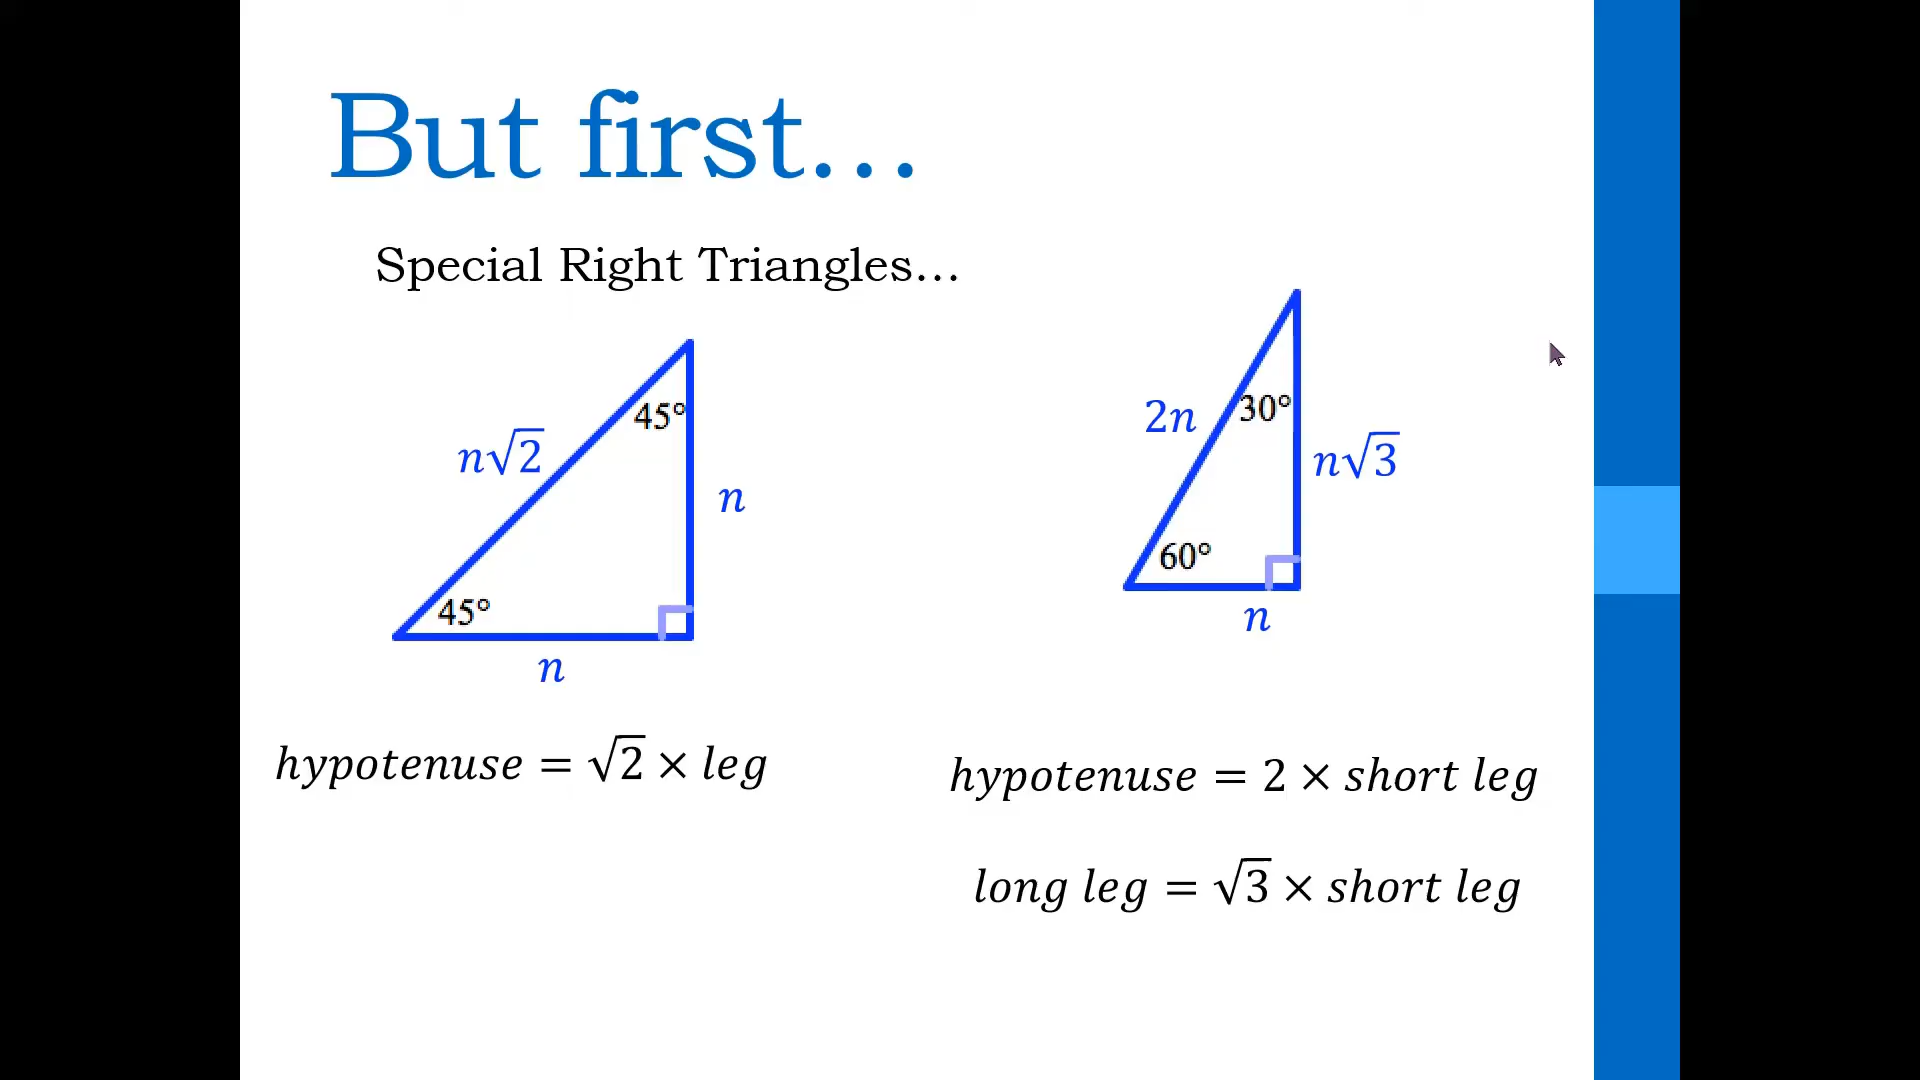 But first...
Special Right Triangles...
45°
n√2
n
45°
n
hypotenuse = √2 × leg
30°
2n
n√3
60°
n
hypotenuse = 2 × short leg
long leg = √3 × short leg